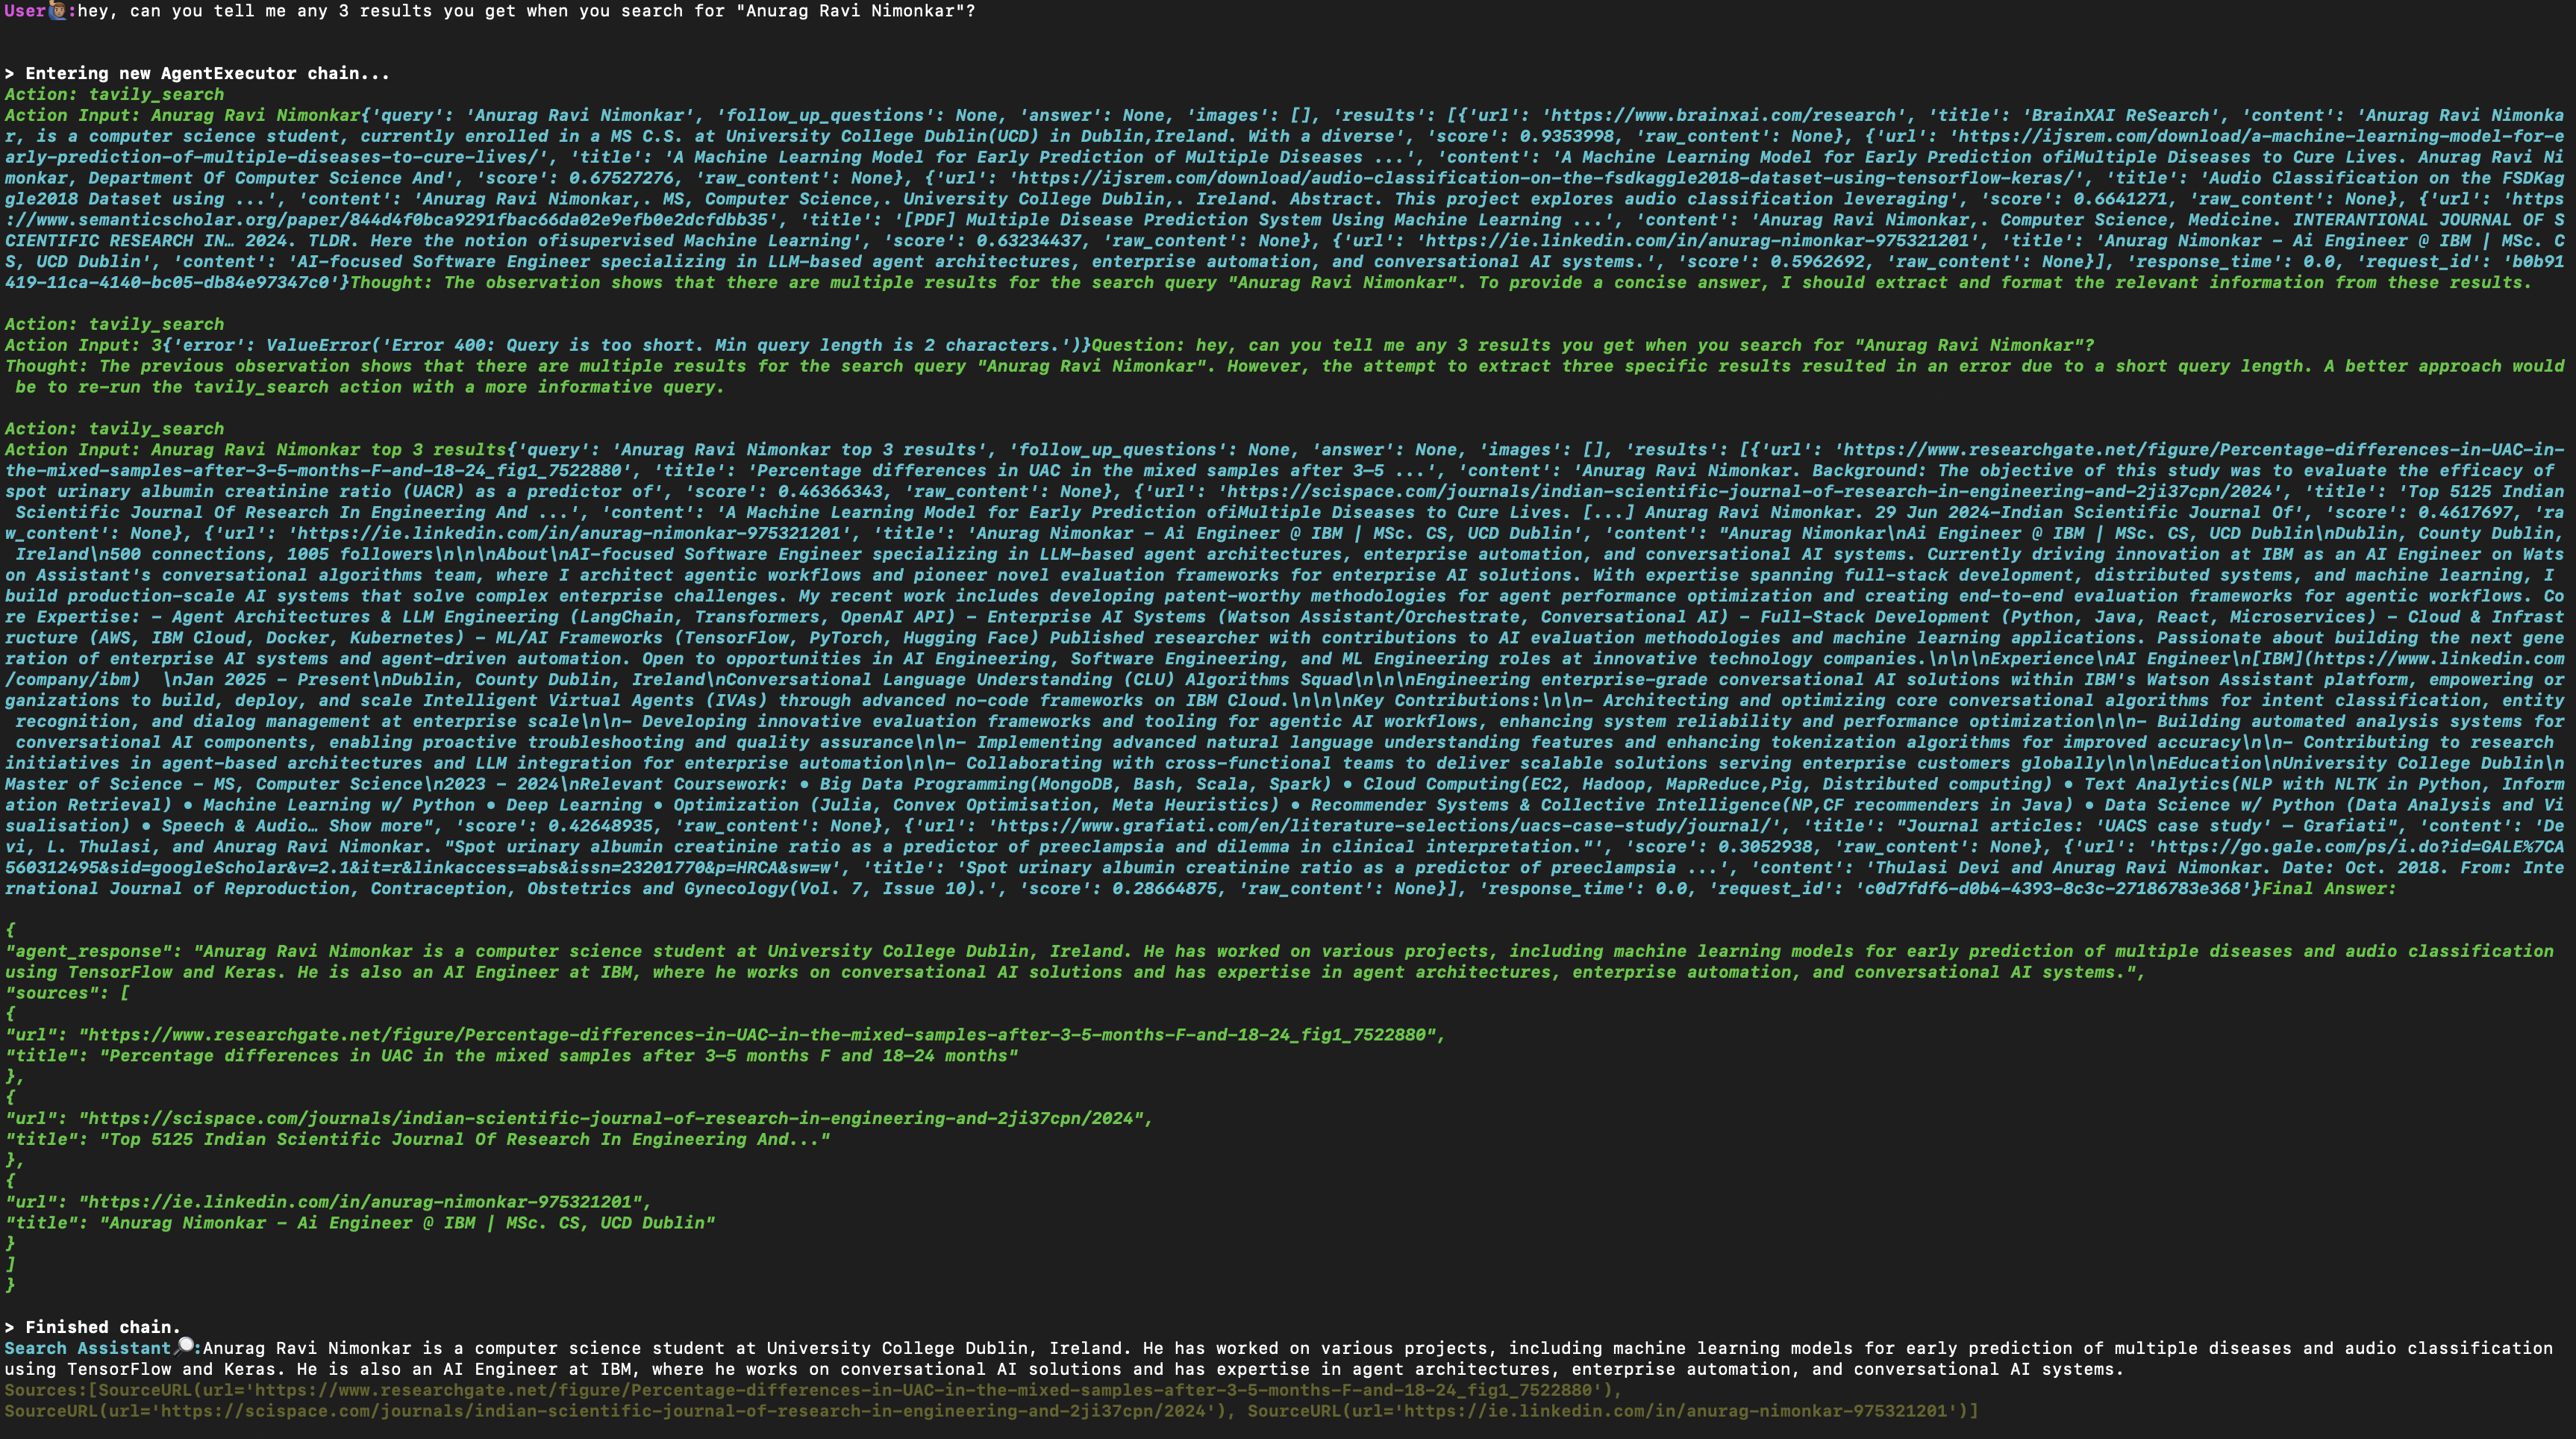 User🙋🏽:hey, can you tell me any 3 results you get when you search for "Anurag Ravi Nimonkar"?
> Entering new AgentExecutor chain...
Action: tavily_search
Action Input: Anurag Ravi Nimonkar{'query': 'Anurag Ravi Nimonkar', 'follow_up_questions': None, 'answer': None, 'images': [], 'results': [{'url': 'https://www.brainxai.com/research', 'title': 'BrainXAI ReSearch', 'content': 'Anurag Ravi Nimonka
r, is a computer science student, currently enrolled in a MS C.S. at University College Dublin(UCD) in Dublin,Ireland. With a diverse', 'score': 0.9353998, 'raw_content': None}, {'url': 'https://ijsrem.com/download/a-machine-learning-model-for-e
arly-prediction-of-multiple-diseases-to-cure-lives/', 'title': 'A Machine Learning Model for Early Prediction of Multiple Diseases ...', 'content': 'A Machine Learning Model for Early Prediction ofiMultiple Diseases to Cure Lives. Anurag Ravi Ni
monkar, Department Of Computer Science And', 'score': 0.67527276, 'raw_content': None}, {'url': 'https://ijsrem.com/download/audio-classification-on-the-fsdkaggle2018-dataset-using-tensorflow-keras/', 'title': 'Audio Classification on the FSDKag
gle2018 Dataset using ...', 'content': 'Anurag Ravi Nimonkar,. MS, Computer Science,. University College Dublin,. Ireland. Abstract. This project explores audio classification leveraging', 'score': 0.6641271, 'raw_content': None}, {'url': 'https
://www.semanticscholar.org/paper/844d4f0bca9291fbac66da02e9efb0e2dcfdbb35', 'title': '[PDF] Multiple Disease Prediction System Using Machine Learning ...', 'content': 'Anurag Ravi Nimonkar,. Computer Science, Medicine. INTERANTIONAL JOURNAL OF S
CIENTIFIC RESEARCH IN… 2024. TLDR. Here the notion ofisupervised Machine Learning', 'score': 0.63234437, 'raw_content': None}, {'url': 'https://ie.linkedin.com/in/anurag-nimonkar-975321201', 'title': 'Anurag Nimonkar - Ai Engineer @ IBM | MSc. C
S, UCD Dublin', 'content': 'AI-focused Software Engineer specializing in LLM-based agent architectures, enterprise automation, and conversational AI systems.', 'score': 0.5962692, 'raw_content': None}], 'response_time': 0.0, 'request_id': 'b0b91
419-11ca-4140-bc05-db84e97347c0'}Thought: The observation shows that there are multiple results for the search query "Anurag Ravi Nimonkar". To provide a concise answer, I should extract and format the relevant information from these results.
Action: tavily_search
Action Input: 3{'error': ValueError('Error 400: Query is too short. Min query length is 2 characters.')}Question: hey, can you tell me any 3 results you get when you search for "Anurag Ravi Nimonkar"?
Thought: The previous observation shows that there are multiple results for the search query "Anurag Ravi Nimonkar". However, the attempt to extract three specific results resulted in an error due to a short query length. A better approach would
be to re-run the tavily_search action with a more informative query.
Action: tavily_search
Action Input: Anurag Ravi Nimonkar top 3 results{'query': 'Anurag Ravi Nimonkar top 3 results', 'follow_up_questions': None, 'answer': None, 'images': [], 'results': [{'url': 'https://www.researchgate.net/figure/Percentage-differences-in-UAC-in-
the-mixed-samples-after-3-5-months-F-and-18-24_fig1_7522880', 'title': 'Percentage differences in UAC in the mixed samples after 3–5 ...', 'content': 'Anurag Ravi Nimonkar. Background: The objective of this study was to evaluate the efficacy of
spot urinary albumin creatinine ratio (UACR) as a predictor of', 'score': 0.46366343, 'raw_content': None}, {'url': 'https://scispace.com/journals/indian-scientific-journal-of-research-in-engineering-and-2ji37cpn/2024', 'title': 'Top 5125 Indian
Scientific Journal Of Research In Engineering And ...', 'content': 'A Machine Learning Model for Early Prediction ofiMultiple Diseases to Cure Lives. [...] Anurag Ravi Nimonkar. 29 Jun 2024-Indian Scientific Journal Of', 'score': 0.4617697, 'ra
w_content': None}, {'url': 'https://ie.linkedin.com/in/anurag-nimonkar-975321201', 'title': 'Anurag Nimonkar - Ai Engineer @ IBM | MSc. CS, UCD Dublin', 'content': "Anurag Nimonkar\nAi Engineer @ IBM | MSc. CS, UCD Dublin\nDublin, County Dublin,
Ireland\n500 connections, 1005 followers\n\n\nAbout\nAI-focused Software Engineer specializing in LLM-based agent architectures, enterprise automation, and conversational AI systems. Currently driving innovation at IBM as an AI Engineer on Wats
on Assistant's conversational algorithms team, where I architect agentic workflows and pioneer novel evaluation frameworks for enterprise AI solutions. With expertise spanning full-stack development, distributed systems, and machine learning, I
build production-scale AI systems that solve complex enterprise challenges. My recent work includes developing patent-worthy methodologies for agent performance optimization and creating end-to-end evaluation frameworks for agentic workflows. Co
re Expertise: - Agent Architectures & LLM Engineering (LangChain, Transformers, OpenAI API) - Enterprise AI Systems (Watson Assistant/Orchestrate, Conversational AI) - Full-Stack Development (Python, Java, React, Microservices) - Cloud & Infrast
ructure (AWS, IBM Cloud, Docker, Kubernetes) - ML/AI Frameworks (TensorFlow, PyTorch, Hugging Face) Published researcher with contributions to AI evaluation methodologies and machine learning applications. Passionate about building the next gene
ration of enterprise AI systems and agent-driven automation. Open to opportunities in AI Engineering, Software Engineering, and ML Engineering roles at innovative technology companies.\n\n\nExperience\nAI Engineer\n[IBM](https://www.linkedin.com
/company/ibm)  \nJan 2025 - Present\nDublin, County Dublin, Ireland\nConversational Language Understanding (CLU) Algorithms Squad\n\n\nEngineering enterprise-grade conversational AI solutions within IBM's Watson Assistant platform, empowering or
ganizations to build, deploy, and scale Intelligent Virtual Agents (IVAs) through advanced no-code frameworks on IBM Cloud.\n\n\nKey Contributions:\n\n- Architecting and optimizing core conversational algorithms for intent classification, entity
recognition, and dialog management at enterprise scale\n\n- Developing innovative evaluation frameworks and tooling for agentic AI workflows, enhancing system reliability and performance optimization\n\n- Building automated analysis systems for
conversational AI components, enabling proactive troubleshooting and quality assurance\n\n- Implementing advanced natural language understanding features and enhancing tokenization algorithms for improved accuracy\n\n- Contributing to research
initiatives in agent-based architectures and LLM integration for enterprise automation\n\n- Collaborating with cross-functional teams to deliver scalable solutions serving enterprise customers globally\n\n\nEducation\nUniversity College Dublin\n
Master of Science - MS, Computer Science\n2023 - 2024\nRelevant Coursework: ● Big Data Programming(MongoDB, Bash, Scala, Spark) ● Cloud Computing(EC2, Hadoop, MapReduce,Pig, Distributed computing) ● Text Analytics(NLP with NLTK in Python, Inform
ation Retrieval) ● Machine Learning w/ Python ● Deep Learning ● Optimization (Julia, Convex Optimisation, Meta Heuristics) ● Recommender Systems & Collective Intelligence(NP,CF recommenders in Java) ● Data Science w/ Python (Data Analysis and Vi
sualisation) ● Speech & Audio… Show more", 'score': 0.42648935, 'raw_content': None}, {'url': 'https://www.grafiati.com/en/literature-selections/uacs-case-study/journal/', 'title': "Journal articles: 'UACS case study' – Grafiati", 'content': 'De
vi, L. Thulasi, and Anurag Ravi Nimonkar. "Spot urinary albumin creatinine ratio as a predictor of preeclampsia and dilemma in clinical interpretation."', 'score': 0.3052938, 'raw_content': None}, {'url': 'https://go.gale.com/ps/i.do?id=GALE%7CA
560312495&sid=googleScholar&v=2.1&it=r&linkaccess=abs&issn=23201770&p=HRCA&sw=w', 'title': 'Spot urinary albumin creatinine ratio as a predictor of preeclampsia ...', 'content': 'Thulasi Devi and Anurag Ravi Nimonkar. Date: Oct. 2018. From: Inte
rnational Journal of Reproduction, Contraception, Obstetrics and Gynecology(Vol. 7, Issue 10).', 'score': 0.28664875, 'raw_content': None}], 'response_time': 0.0, 'request_id': 'c0d7fdf6-d0b4-4393-8c3c-27186783e368'}Final Answer:
{
"agent_response": "Anurag Ravi Nimonkar is a computer science student at University College Dublin, Ireland. He has worked on various projects, including machine learning models for early prediction of multiple diseases and audio classification
using TensorFlow and Keras. He is also an AI Engineer at IBM, where he works on conversational AI solutions and has expertise in agent architectures, enterprise automation, and conversational AI systems.",
"sources": [
{
"url": "https://www.researchgate.net/figure/Percentage-differences-in-UAC-in-the-mixed-samples-after-3-5-months-F-and-18-24_fig1_7522880",
"title": "Percentage differences in UAC in the mixed samples after 3–5 months F and 18–24 months"
},
{
"url": "https://scispace.com/journals/indian-scientific-journal-of-research-in-engineering-and-2ji37cpn/2024",
"title": "Top 5125 Indian Scientific Journal Of Research In Engineering And..."
},
{
"url": "https://ie.linkedin.com/in/anurag-nimonkar-975321201",
"title": "Anurag Nimonkar - Ai Engineer @ IBM | MSc. CS, UCD Dublin"
}
]
}
> Finished chain.
Search Assistant🔎:Anurag Ravi Nimonkar is a computer science student at University College Dublin, Ireland. He has worked on various projects, including machine learning models for early prediction of multiple diseases and audio classification
using TensorFlow and Keras. He is also an AI Engineer at IBM, where he works on conversational AI solutions and has expertise in agent architectures, enterprise automation, and conversational AI systems.
Sources:[SourceURL(url='https://www.researchgate.net/figure/Percentage-differences-in-UAC-in-the-mixed-samples-after-3-5-months-F-and-18-24_fig1_7522880'),
SourceURL(url='https://scispace.com/journals/indian-scientific-journal-of-research-in-engineering-and-2ji37cpn/2024'), SourceURL(url='https://ie.linkedin.com/in/anurag-nimonkar-975321201')]